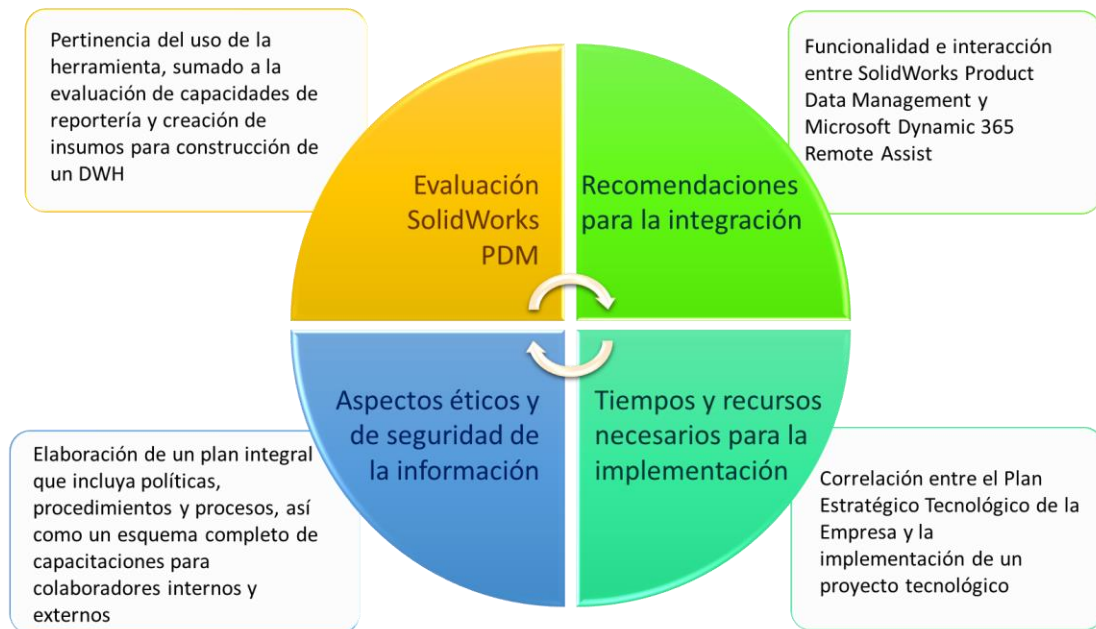 Pertinencia del uso de la
herramienta, sumado a la
evaluación de capacidades de
reportería y creación de
insumos para construcción de
un DWH
Evaluación
SolidWorks
PDM
Funcionalidad e interacción
entre SolidWorks Product
Data Management y
Microsoft Dynamic 365
Remote Assist
Recomendaciones
para la integración
Aspectos éticos y
de seguridad de
la información
Elaboración de un plan integral
que incluya políticas,
procedimientos y procesos, así
como un esquema completo de
capacitaciones para
colaboradores internos y
externos
Tiempos y recursos
necesarios para la
implementación
Correlación entre el Plan
Estratégico Tecnológico de la
Empresa y la
implementación de un
proyecto tecnológico